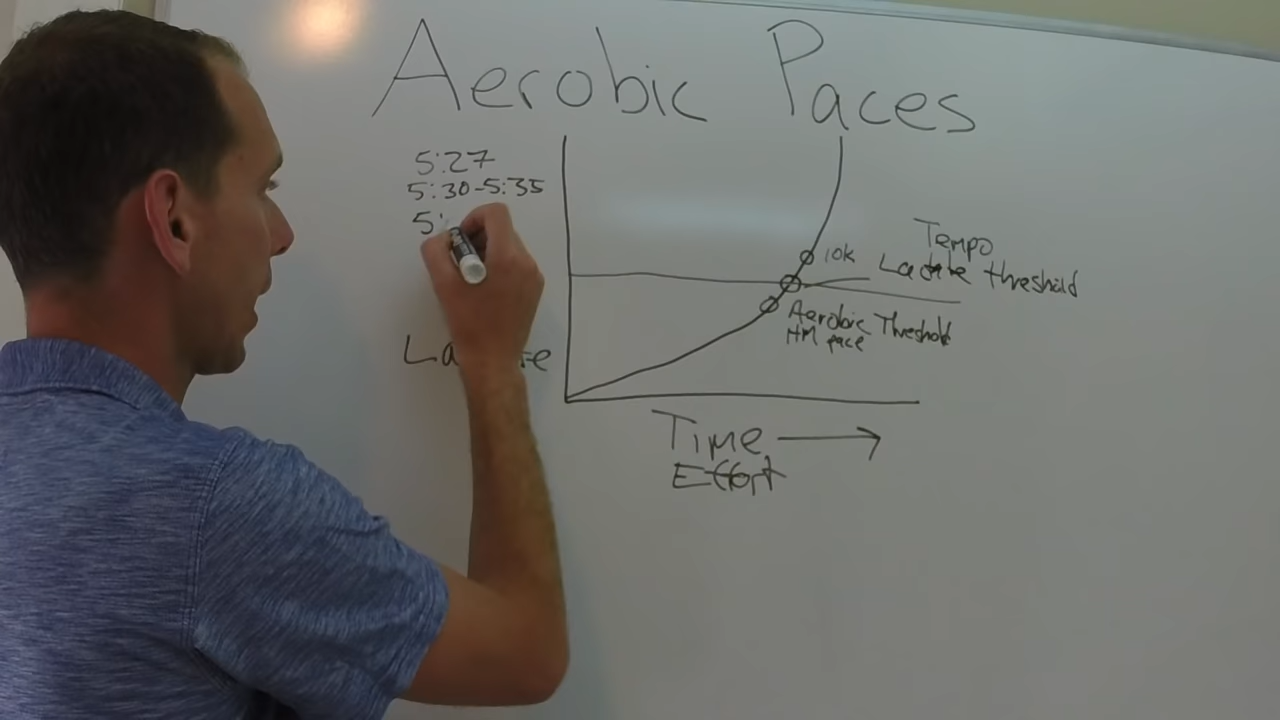 Aerobic Paces
5:27
5:30-5:35
5:
10k
Tempo
Lactate threshold
Aerobic Threshold
HM pace
Time
Effort